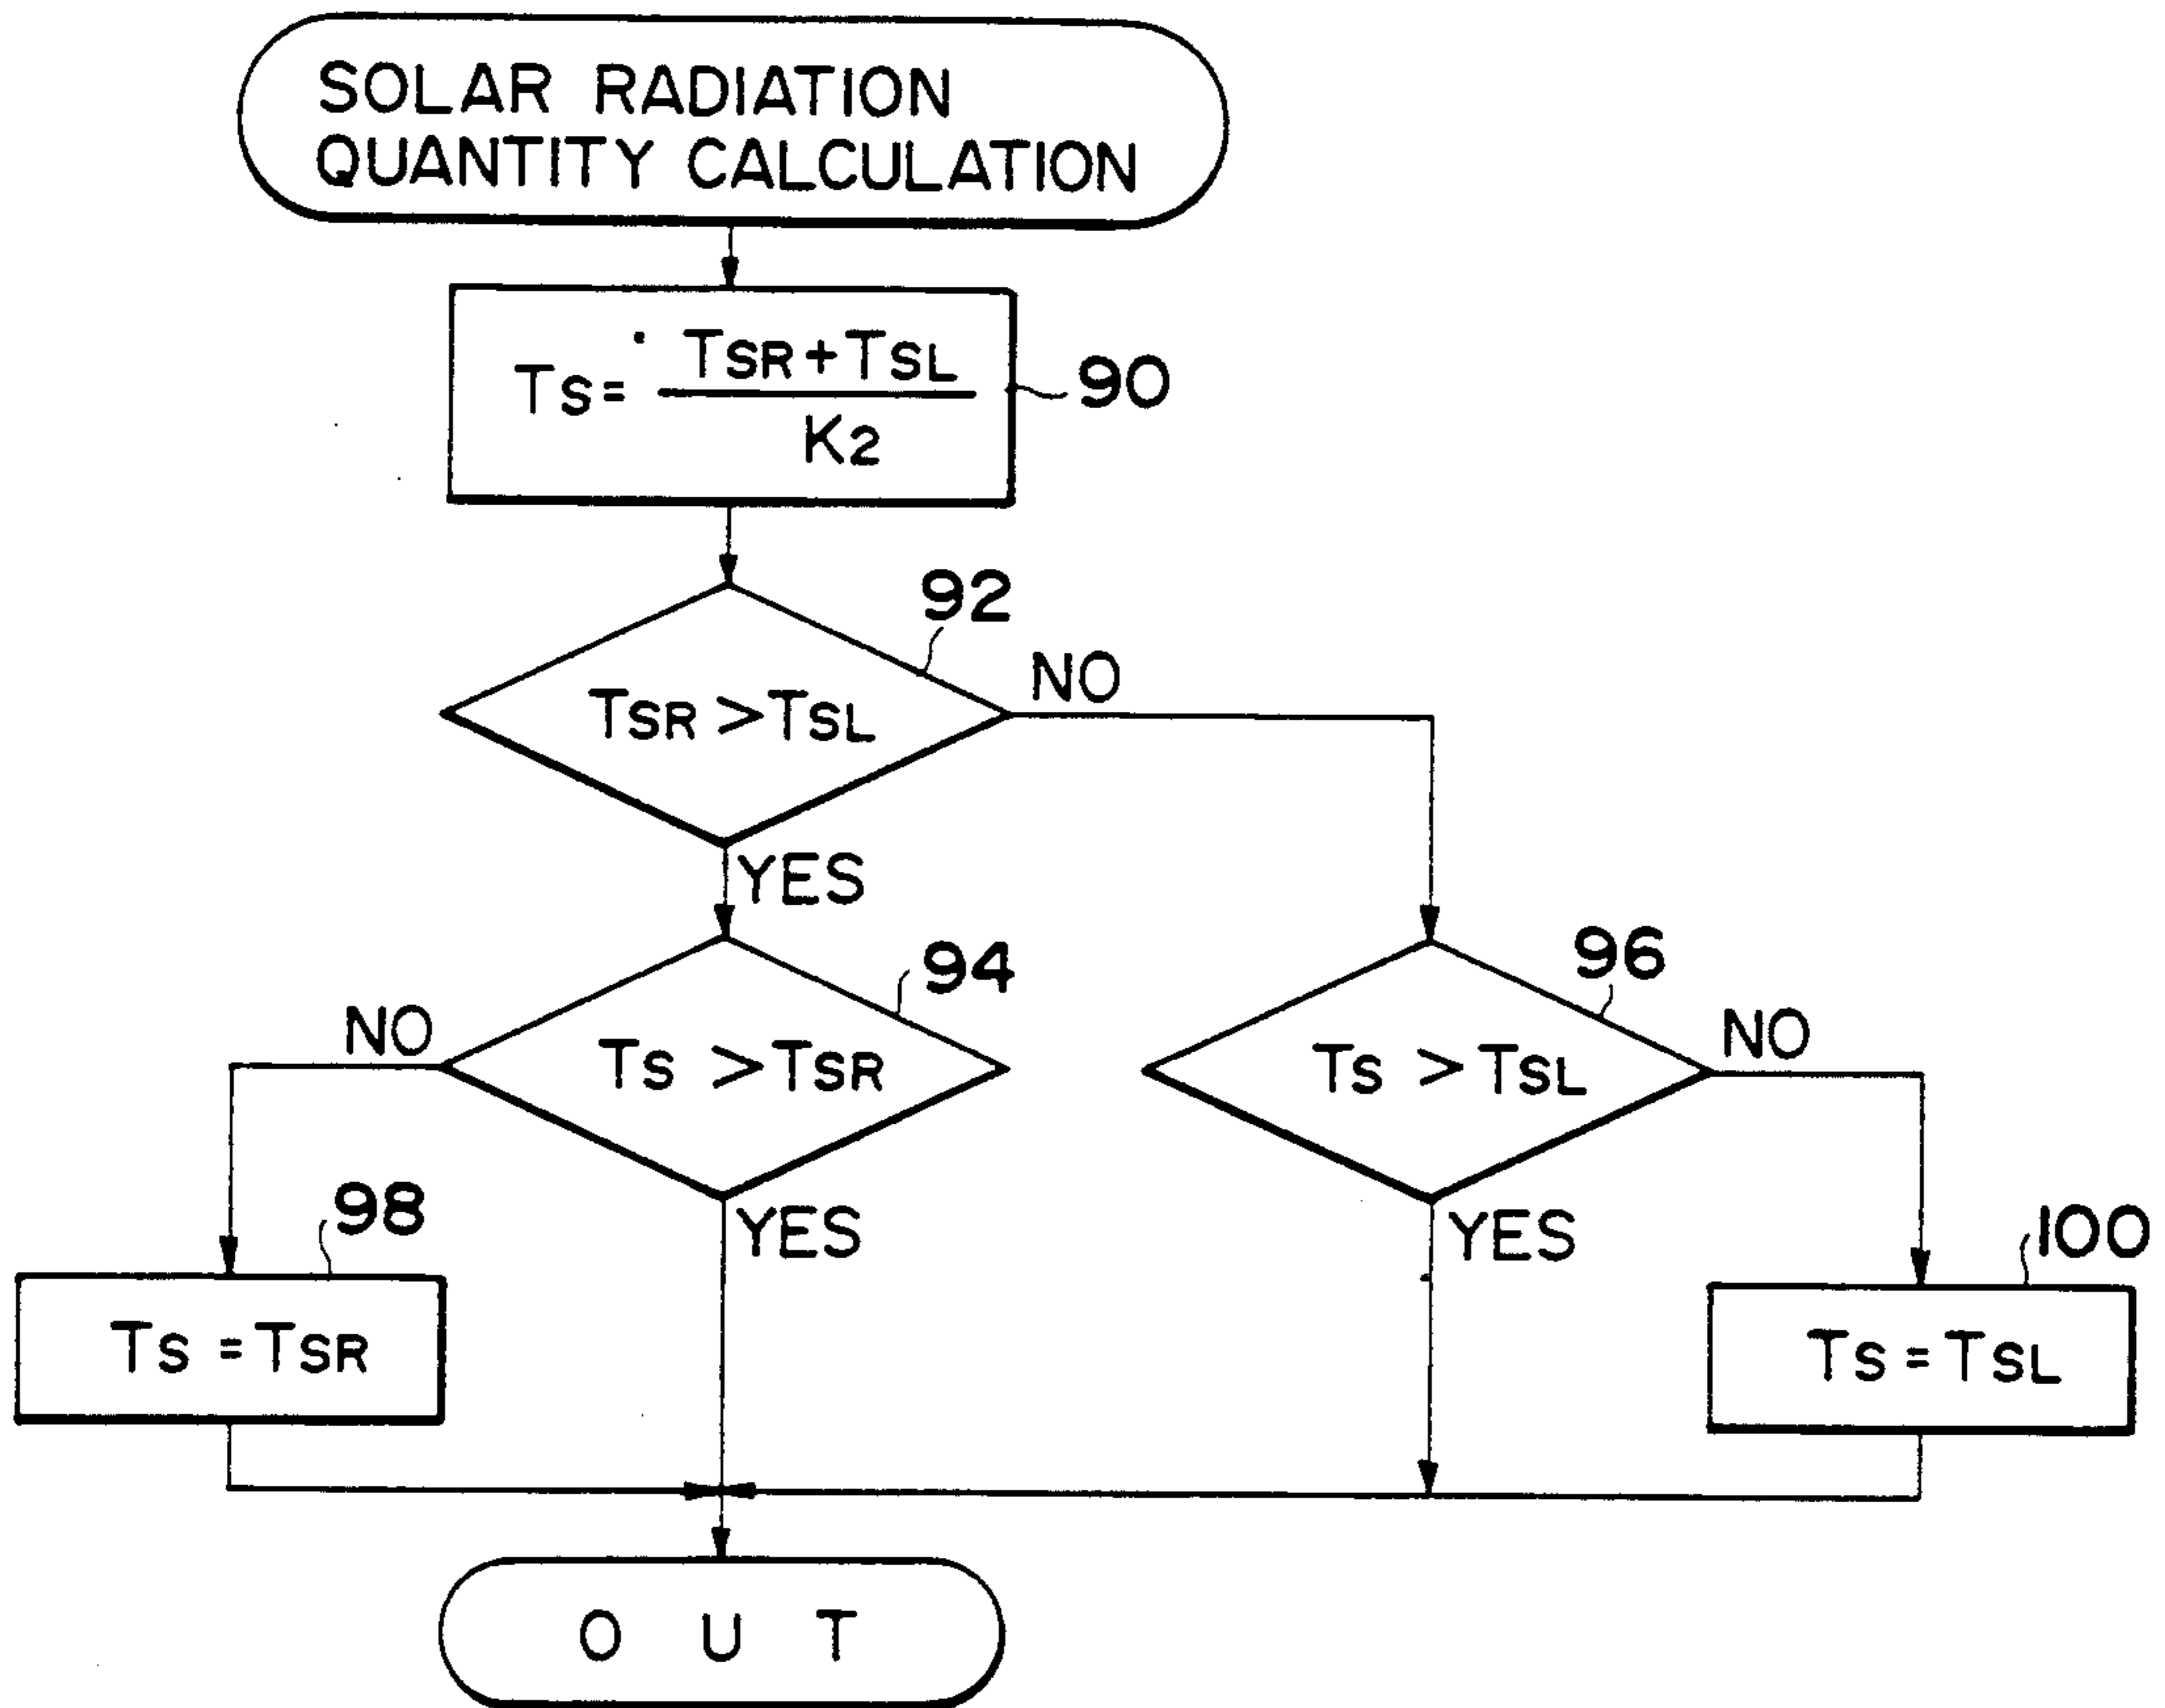 SOLAR RADIATION
QUANTITY CALCULATION
TS= TSR+TSL
K2
90
92
TSR >TSL
NO
YES
94
96
NO
TS >TSR
TS >TSL
NO
YES
YES
98
100
TS =TSR
TS =TSL
OUT